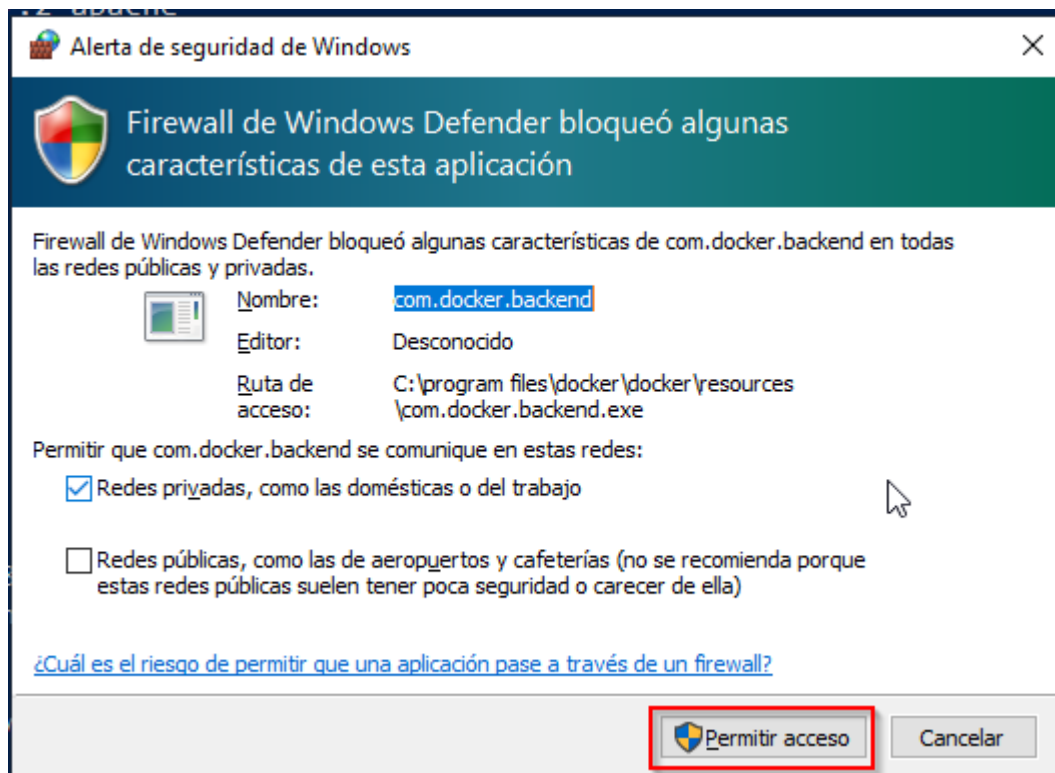 Alerta de seguridad de Windows
Firewall de Windows Defender bloqueó algunas
características de esta aplicación
Firewall de Windows Defender bloqueó algunas características de com.docker.backend en todas
las redes públicas y privadas.
Nombre: com.docker.backend
Editor: Desconocido
Ruta de C:\program files\docker\docker\resources
acceso: \com.docker.backend.exe
Permitir que com.docker.backend se comunique en estas redes:
Redes privadas, como las domésticas o del trabajo
Redes públicas, como las de aeropuertos y cafeterías (no se recomienda porque
estas redes públicas suelen tener poca seguridad o carecer de ella)
¿Cuál es el riesgo de permitir que una aplicación pase a través de un firewall?
Permitir acceso Cancelar